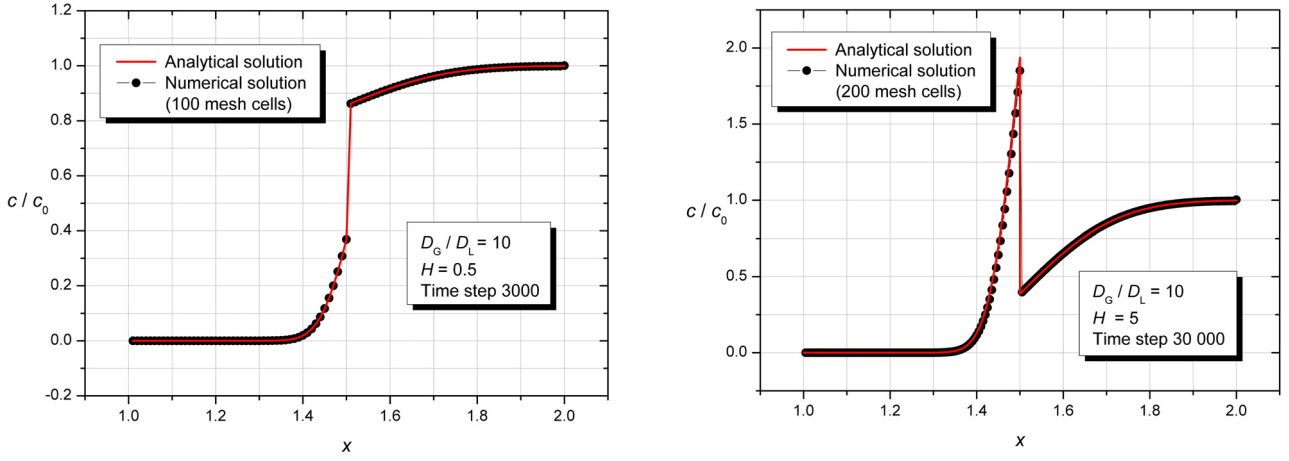 1.2
1.0
0.8
0.6
0.4
0.2
0.0
-0.2
c / c0
Analytical solution
Numerical solution
(100 mesh cells)
DG / DL = 10
H = 0.5
Time step 3000
1.0 1.2 1.4 1.6 1.8 2.0
x
2.0
1.5
1.0
0.5
0.0
c / c0
Analytical solution
Numerical solution
(200 mesh cells)
DG / DL = 10
H = 5
Time step 30 000
1.0 1.2 1.4 1.6 1.8 2.0
x